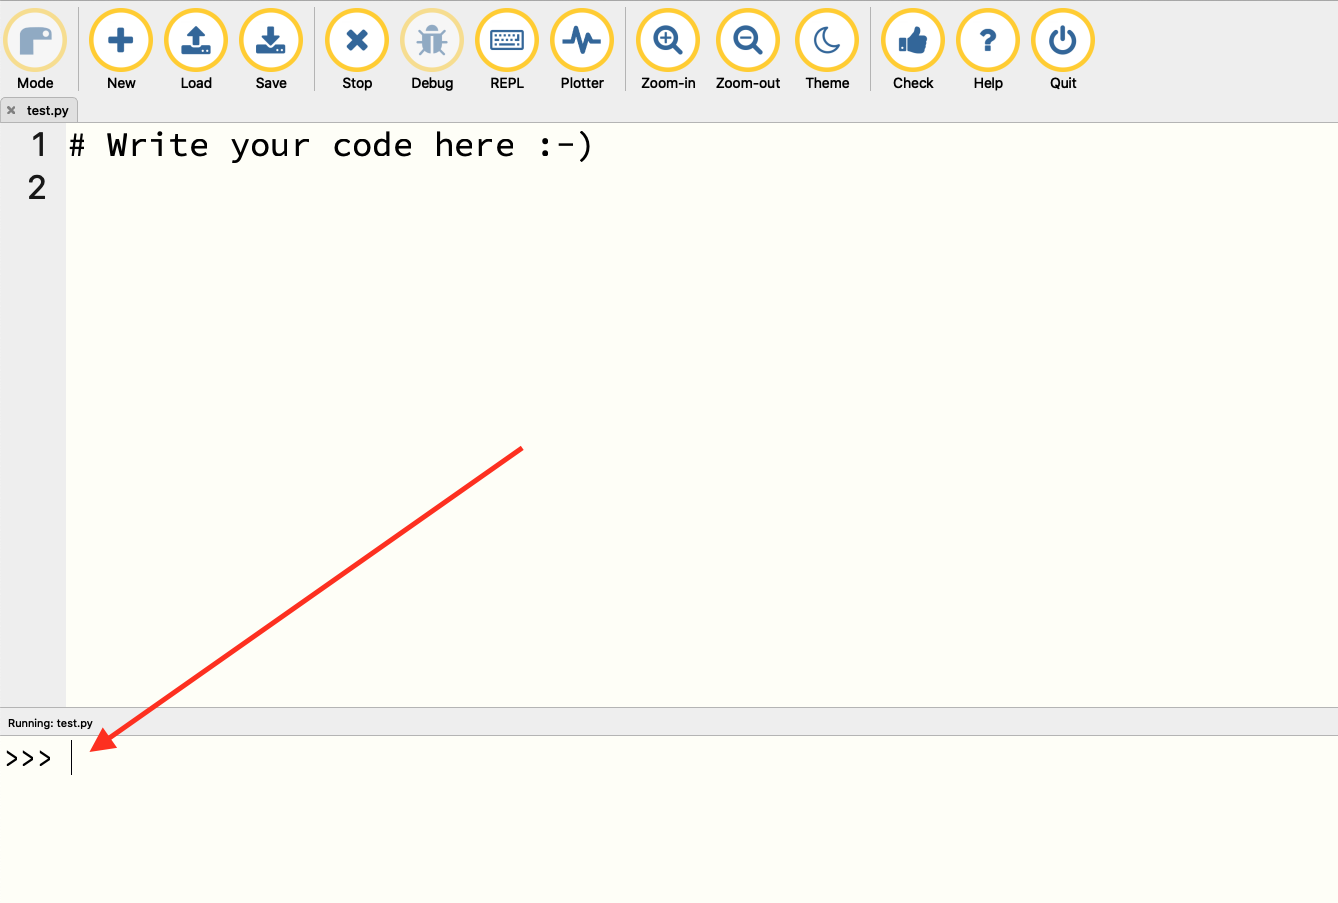 Mode New Load Save Stop Debug REPL Plotter Zoom-in Zoom-out Theme Check Help Quit
test.py
1 # Write your code here :-)
2
Running: test.py
>>>